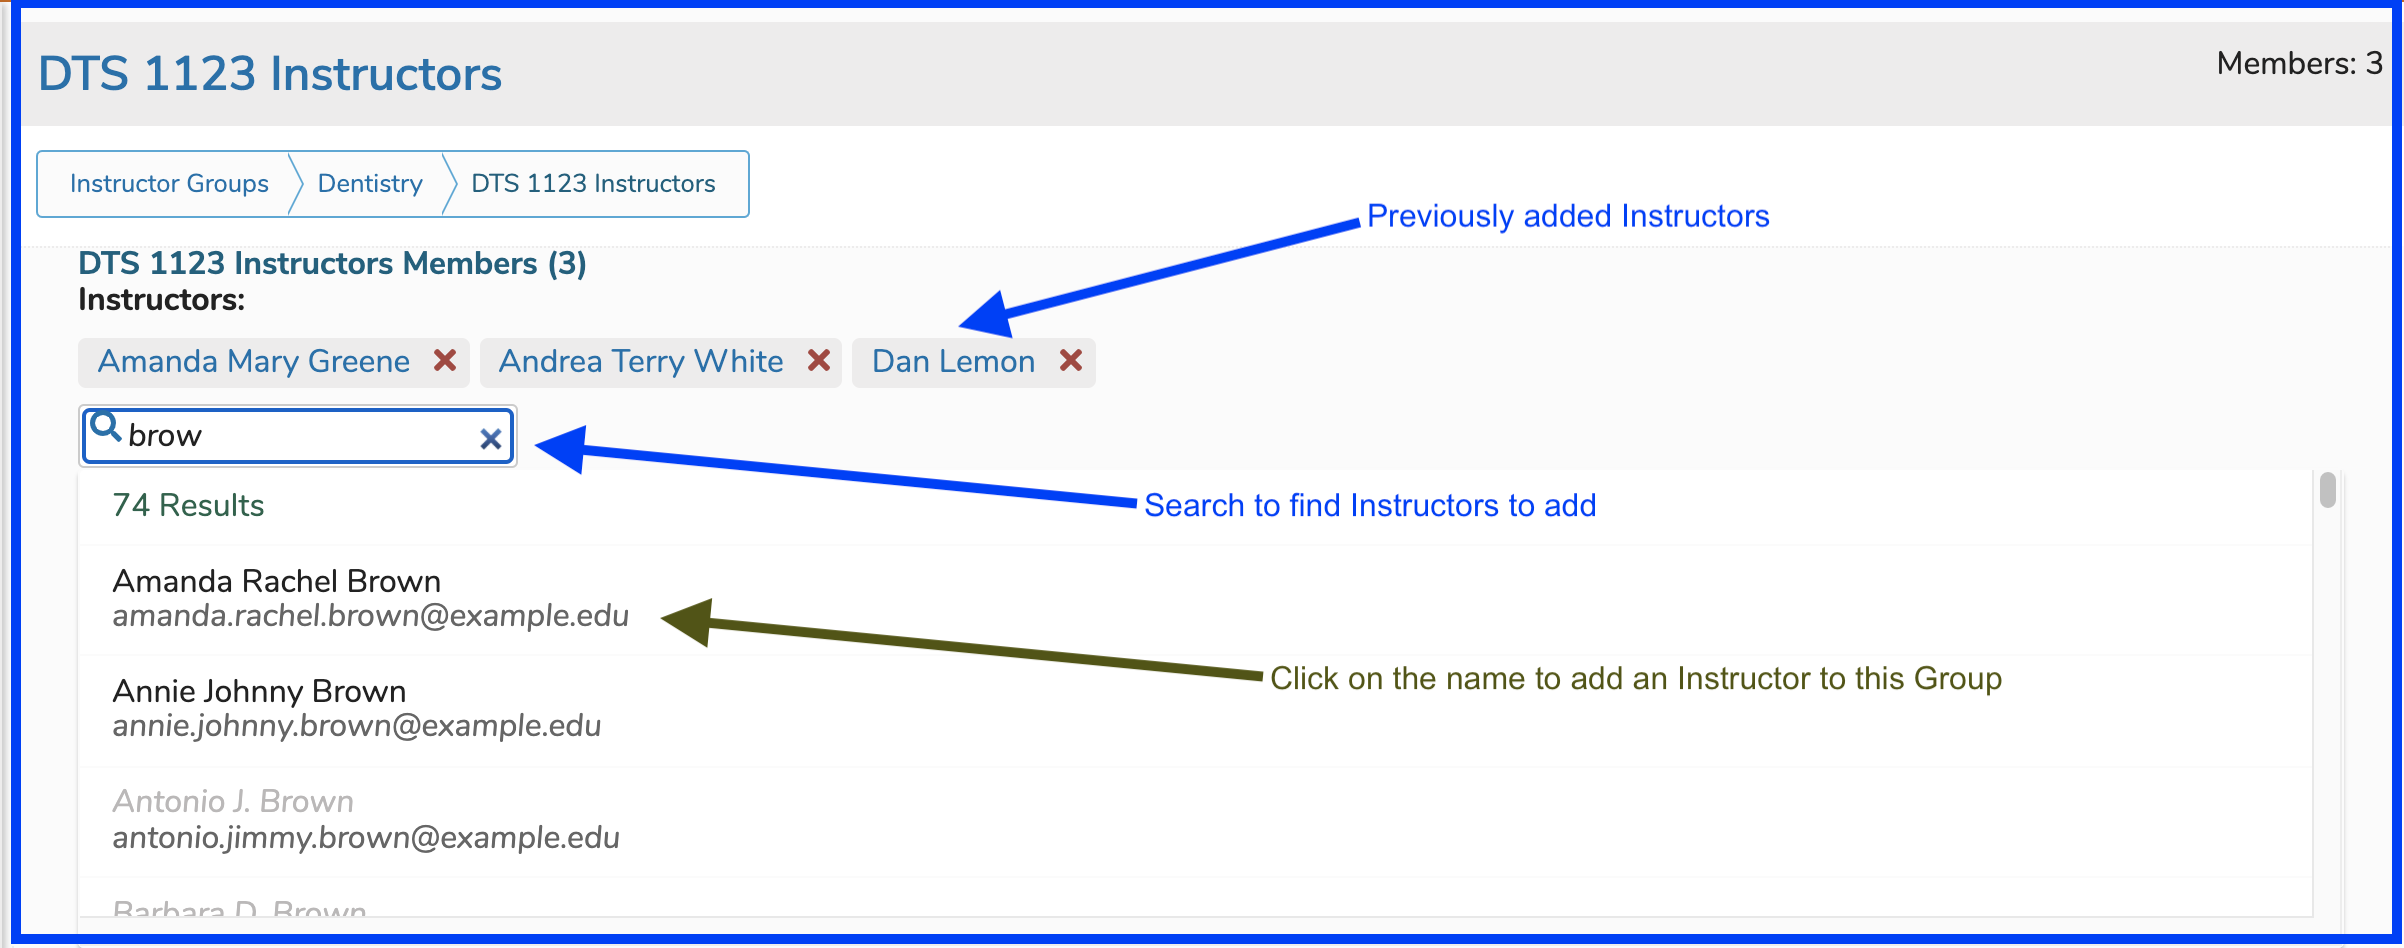 DTS 1123 Instructors
Members: 3
Instructor Groups Dentistry DTS 1123 Instructors
Previously added Instructors
DTS 1123 Instructors Members (3)
Instructors:
Amanda Mary Greene Andrea Terry White Dan Lemon
brow
Search to find Instructors to add
74 Results
Amanda Rachel Brown
amanda.rachel.brown@example.edu
Click on the name to add an Instructor to this Group
Annie Johnny Brown
annie.johnny.brown@example.edu
Antonio J. Brown
antonio.jimmy.brown@example.edu
Barbara D. Brown